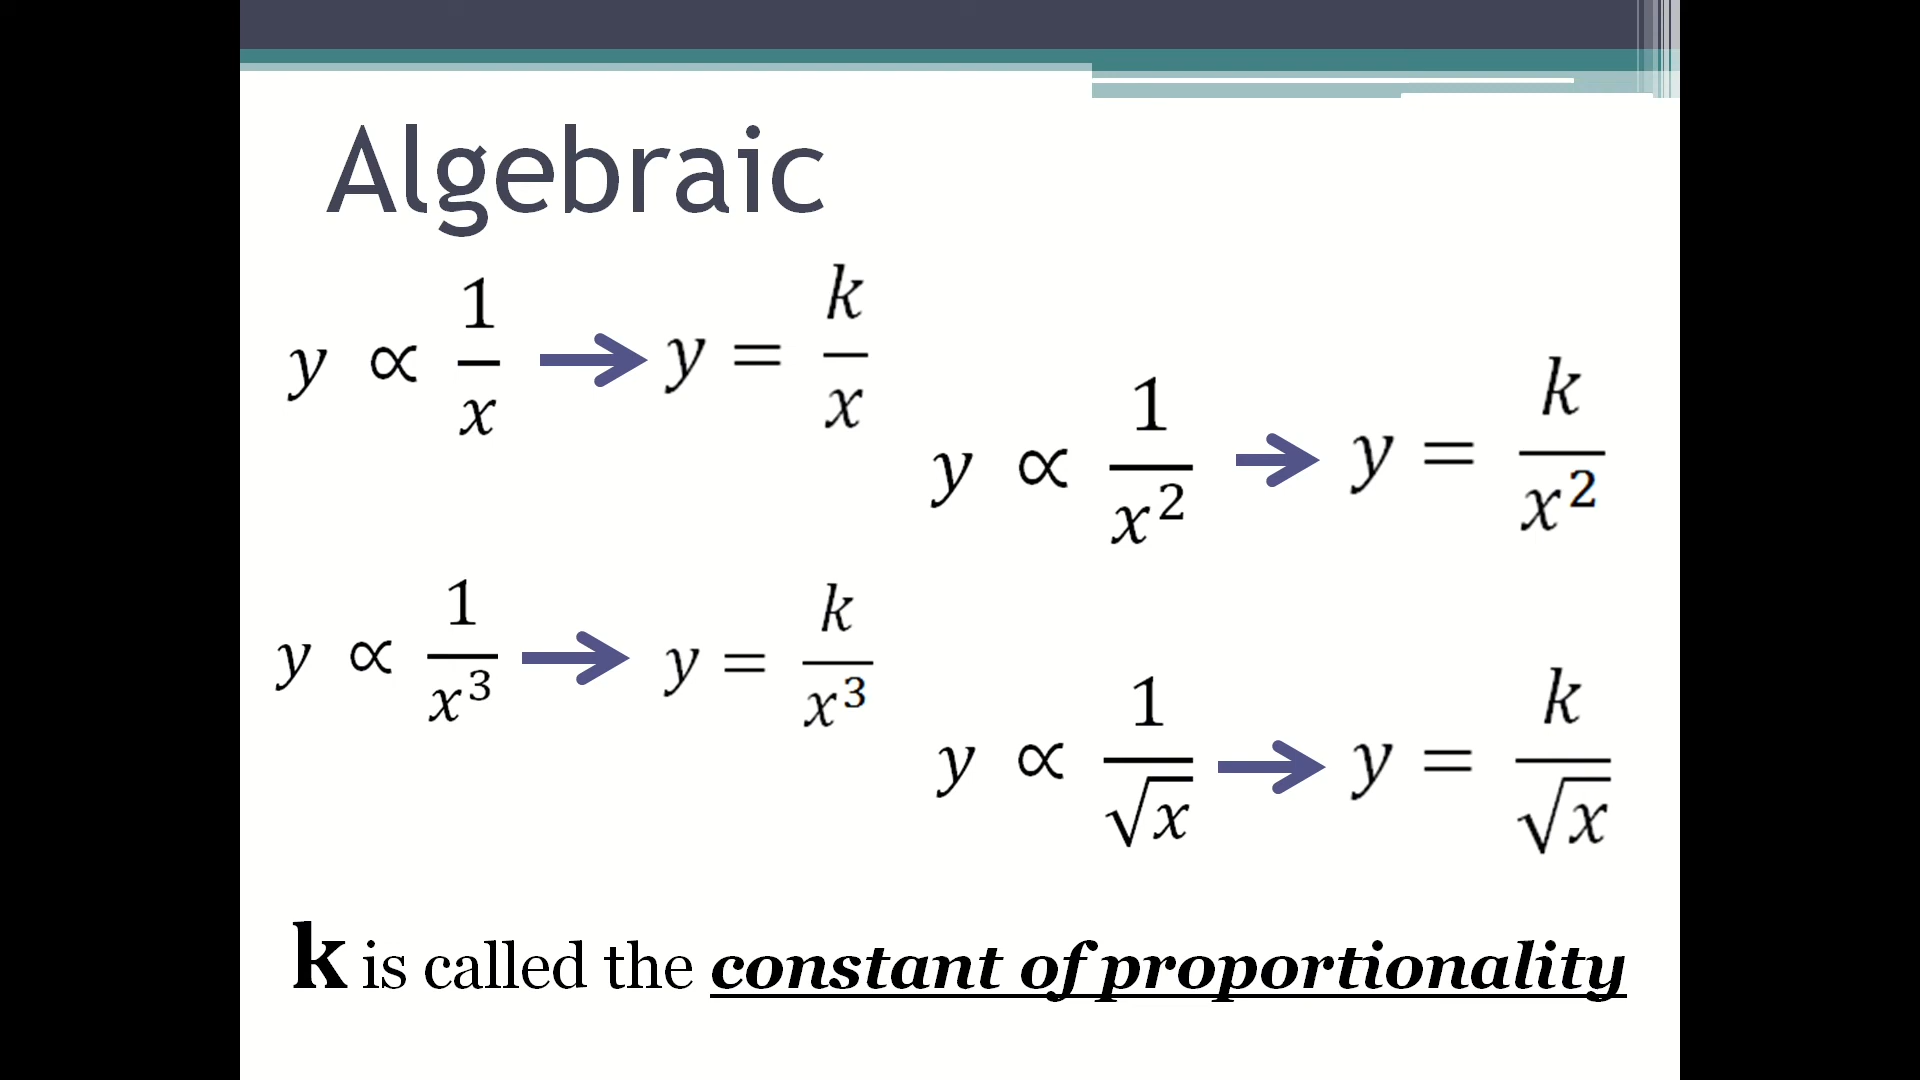 Algebraic
y ∝ 1/x → y = k/x
y ∝ 1/x² → y = k/x²
y ∝ 1/x³ → y = k/x³
y ∝ 1/√x → y = k/√x
k is called the constant of proportionality